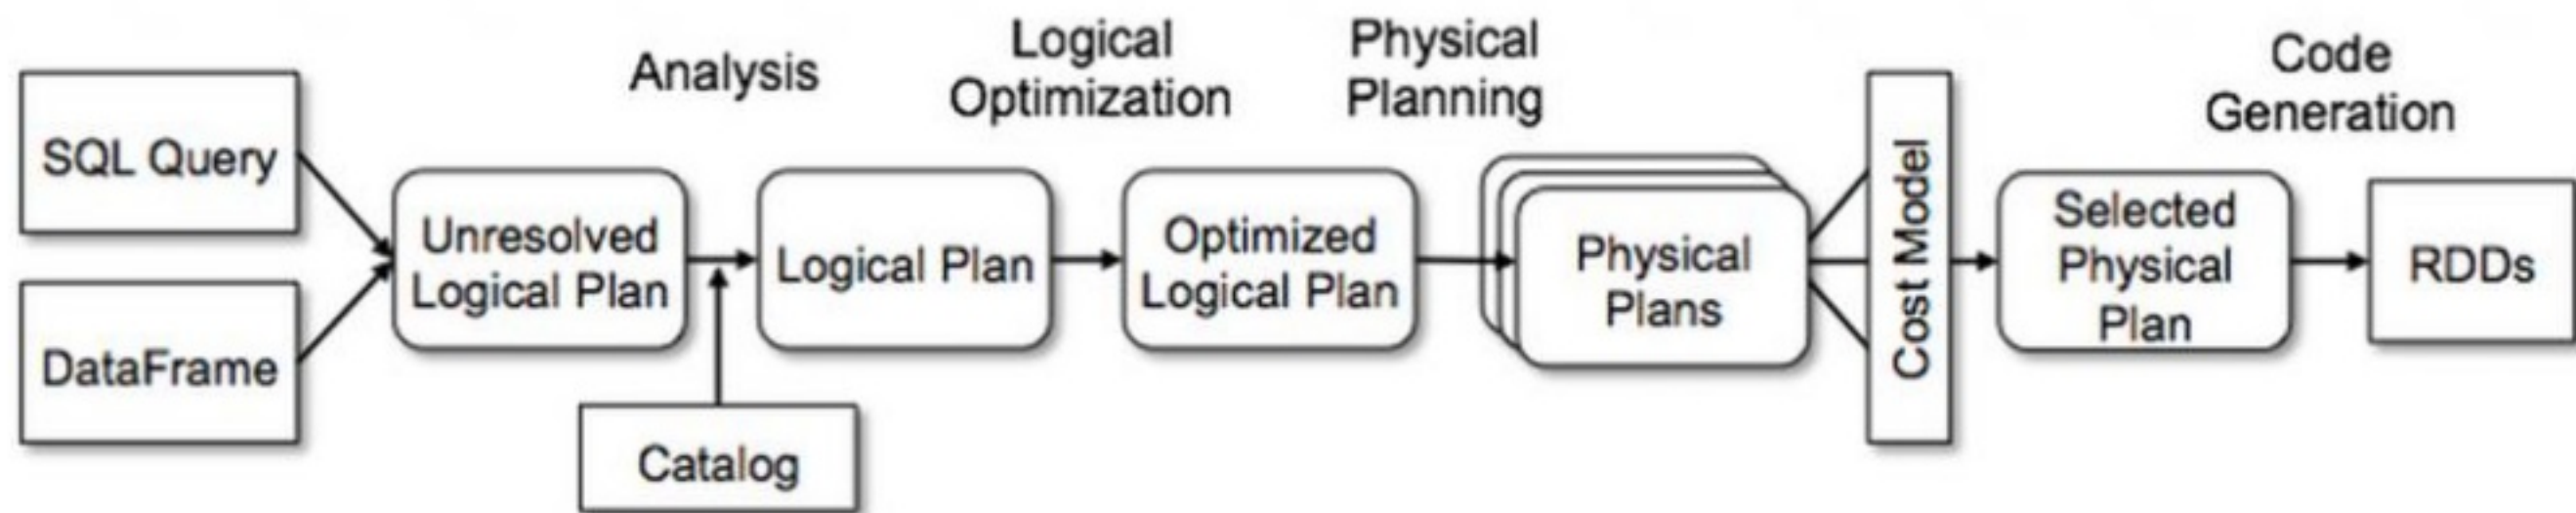 SQL Query
DataFrame
Unresolved
Logical Plan
Analysis
Catalog
Logical Plan
Logical
Optimization
Optimized
Logical Plan
Physical
Planning
Physical
Plans
Cost Model
Selected
Physical
Plan
Code
Generation
RDDs